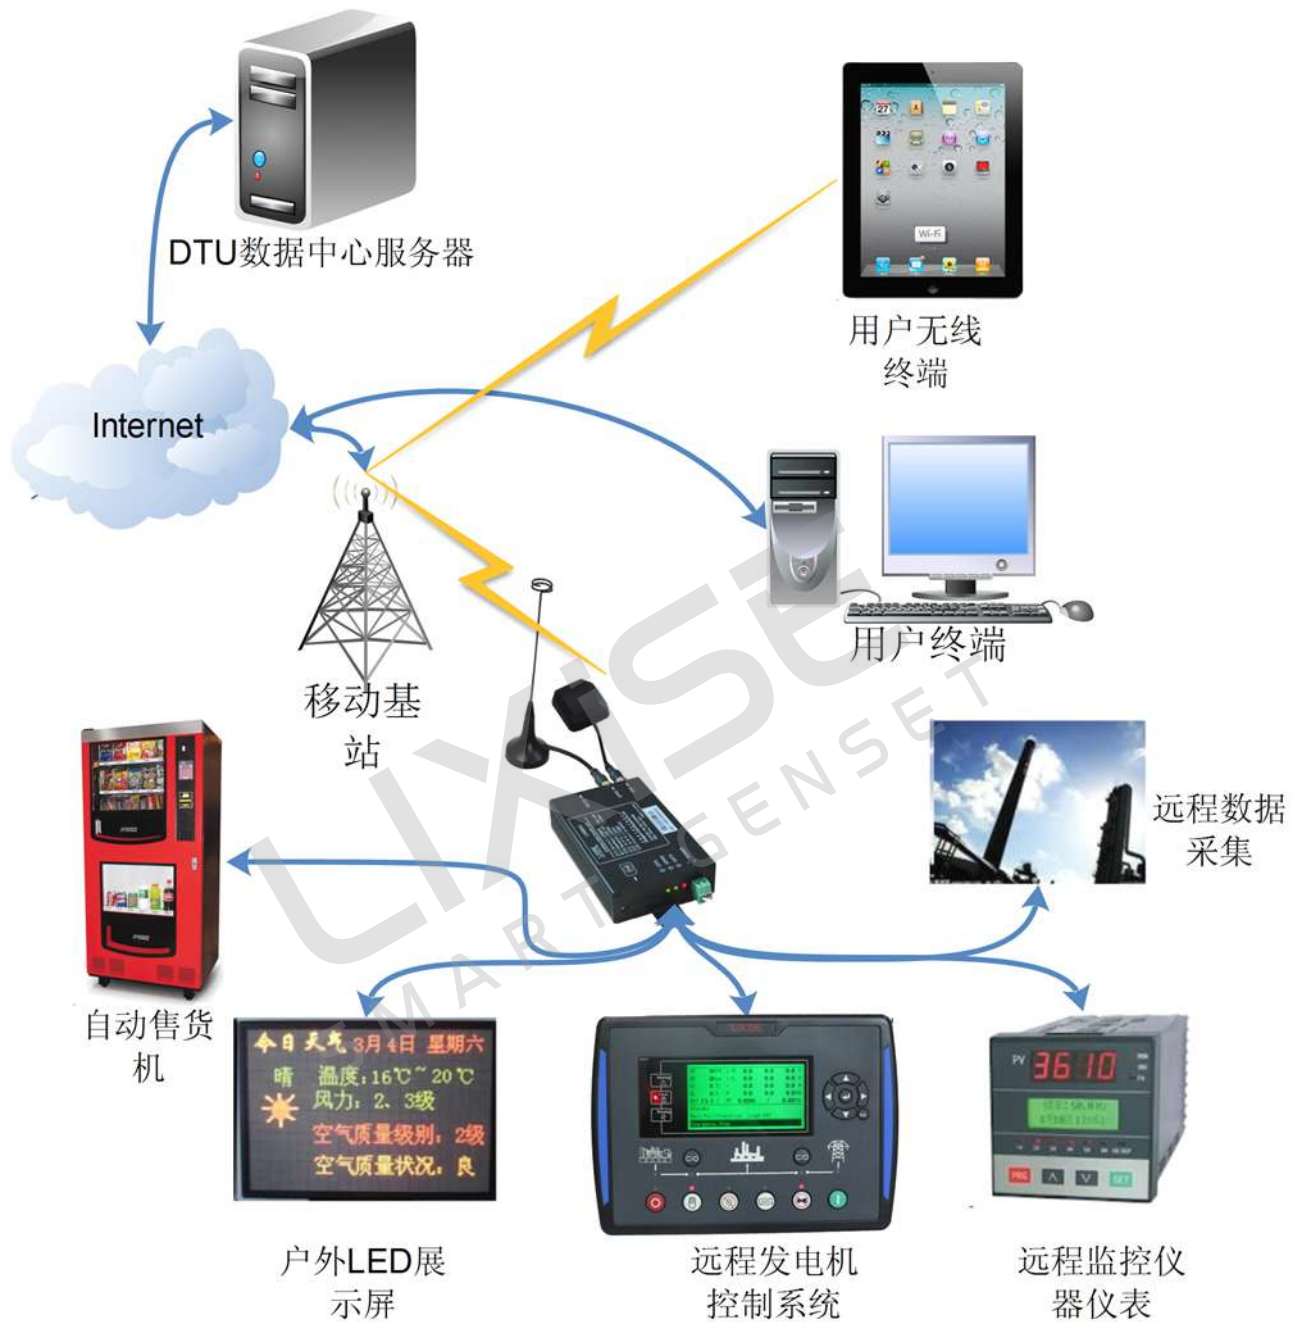 DTU数据中心服务器
27
Wi-Fi
用户无线
终端
Internet
用户终端
移动基
站
LIXISE
SMART GENSET
远程数据
采集
自动售货
机
今日天气 3月4日 星期六
晴 温度:16℃~20℃
风力:2、3级
空气质量级别:2级
空气质量状况:良
PV 3610
PRG
SET
户外LED展
示屏
远程发电机
控制系统
远程监控仪
器仪表